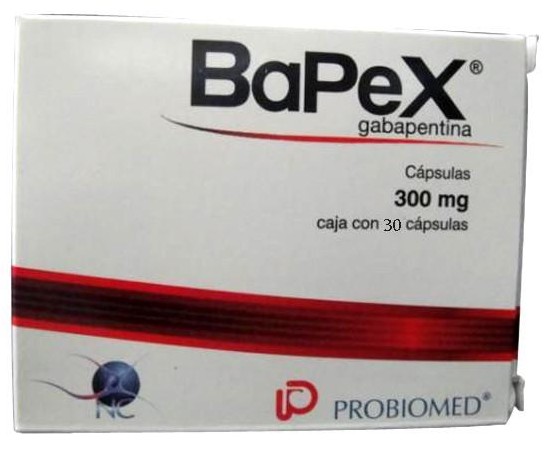 BaPeX®
gabapentina
Cápsulas
300 mg
caja con 30 cápsulas
NC
PROBIOMED®